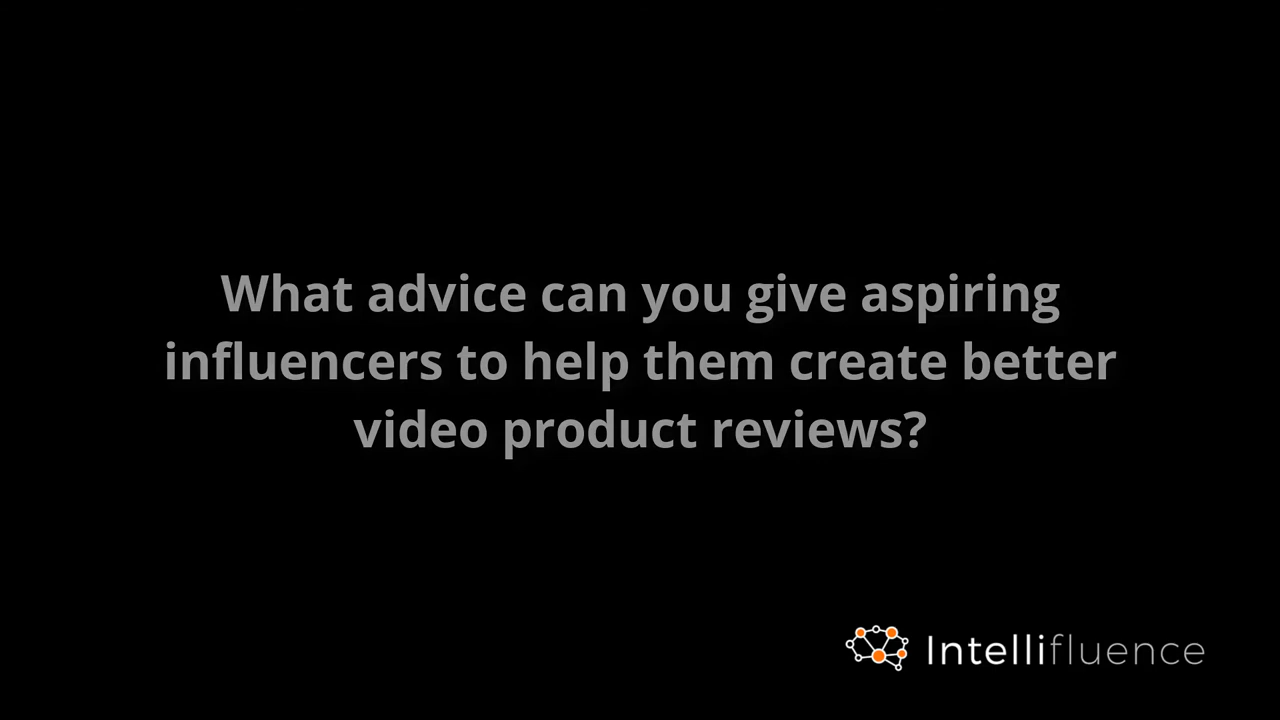 What advice can you give aspiring
influencers to help them create better
video product reviews?
Intellifluence